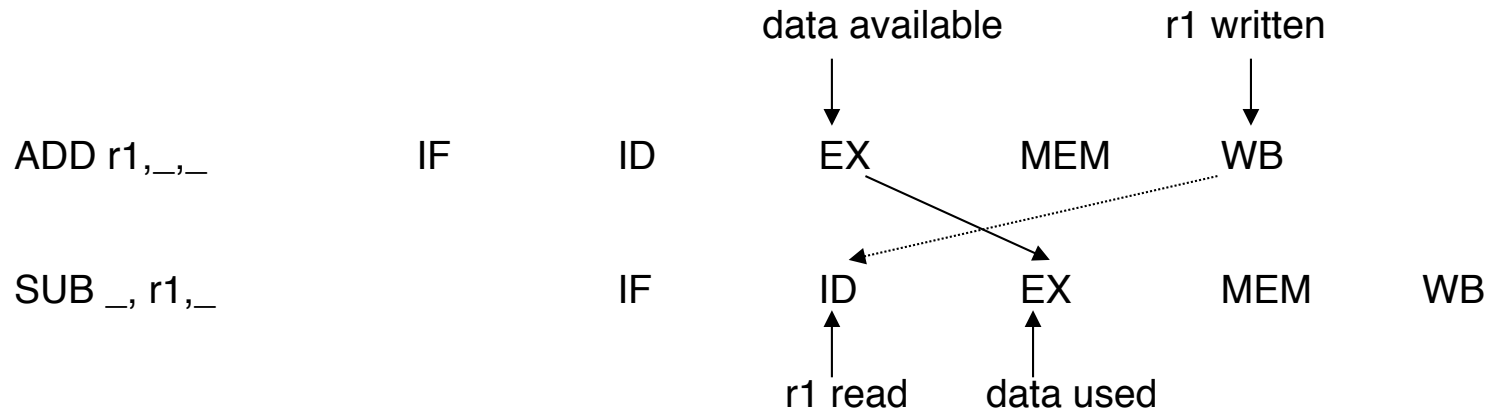 data available r1 written
ADD r1,_,_ IF ID EX MEM WB
SUB _, r1,_ IF ID EX MEM WB
r1 read data used